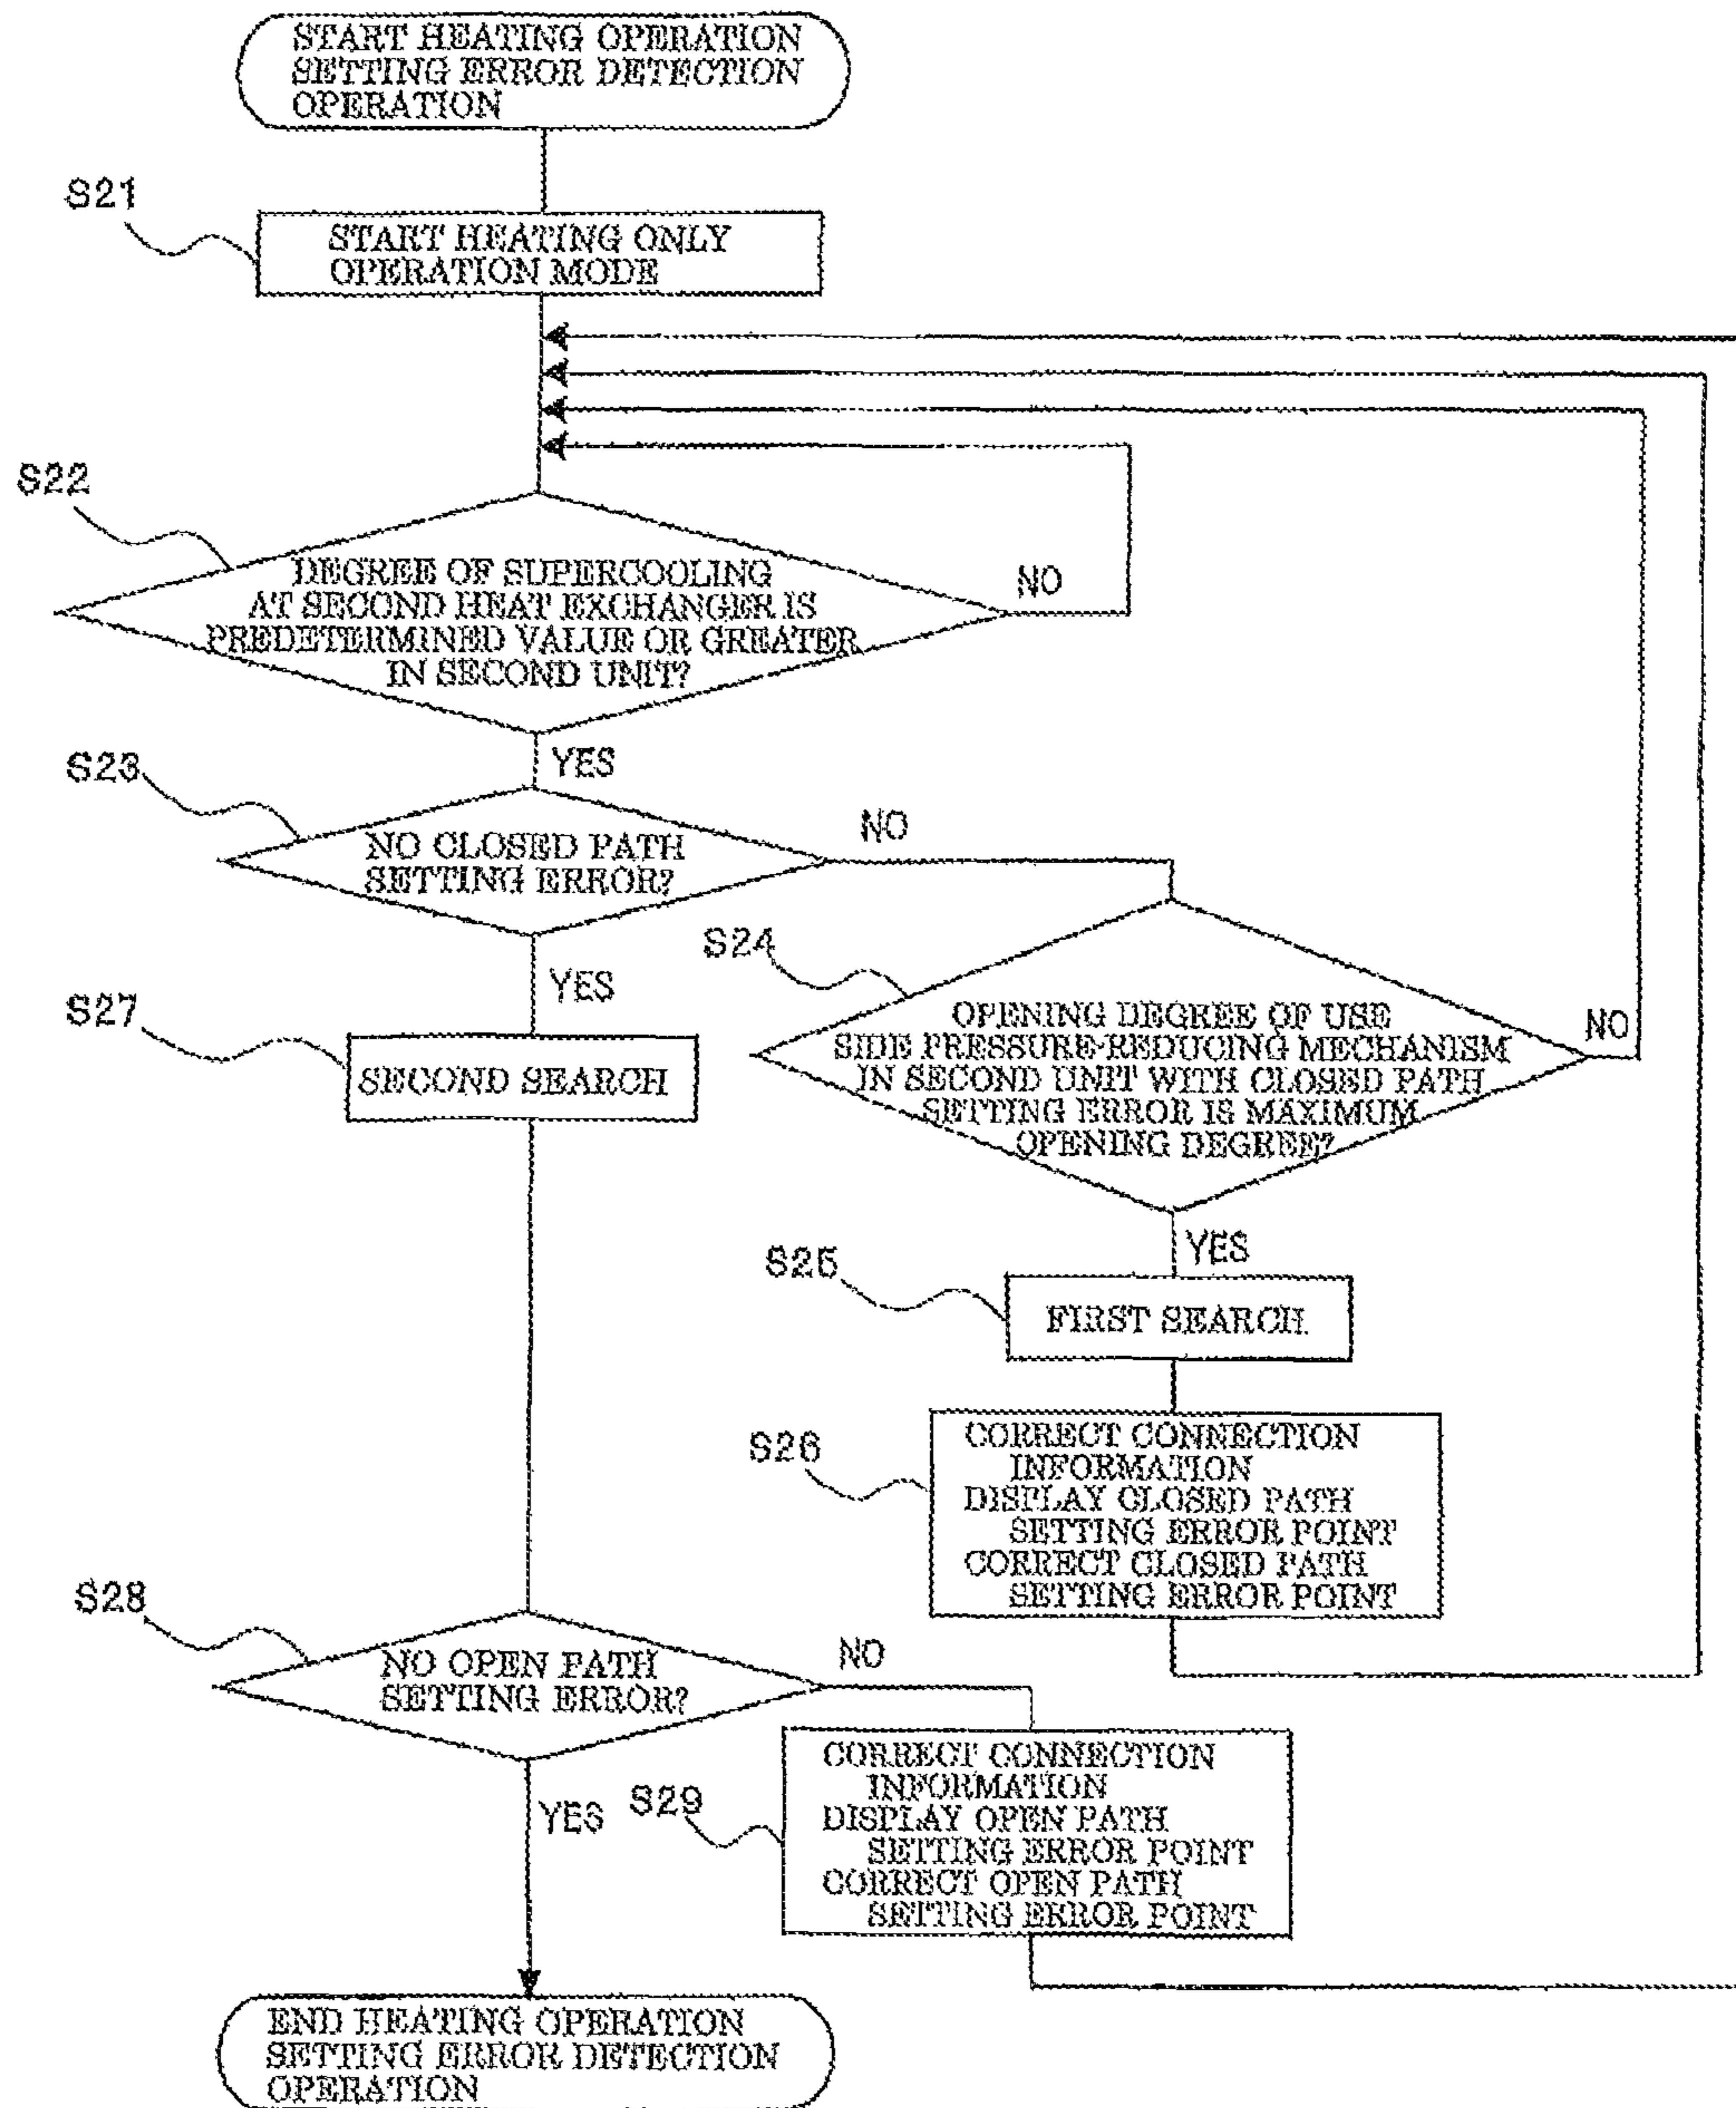 START HEATING OPERATION
SETTING ERROR DETECTION
OPERATION
S21
START HEATING ONLY
OPERATION MODE
S22
DEGREE OF SUPERCOOLING
AT SECOND HEAT EXCHANGER IS
PREDETERMINED VALUE OR GREATER
IN SECOND UNIT?
NO
YES
S23
NO CLOSED PATH
SETTING ERROR?
NO
YES
S24
OPENING DEGREE OF USE
SIDE PRESSURE-REDUCING MECHANISM
IN SECOND UNIT WITH CLOSED PATH
SETTING ERROR IS MAXIMUM
OPENING DEGREE?
NO
YES
S27
SECOND SEARCH
S25
FIRST SEARCH
S26
CORRECT CONNECTION
INFORMATION
DISPLAY CLOSED PATH
SETTING ERROR POINT
CORRECT CLOSED PATH
SETTING ERROR POINT
S28
NO OPEN PATH
SETTING ERROR?
NO
YES
S29
CORRECT CONNECTION
INFORMATION
DISPLAY OPEN PATH
SETTING ERROR POINT
CORRECT OPEN PATH
SETTING ERROR POINT
END HEATING OPERATION
SETTING ERROR DETECTION
OPERATION